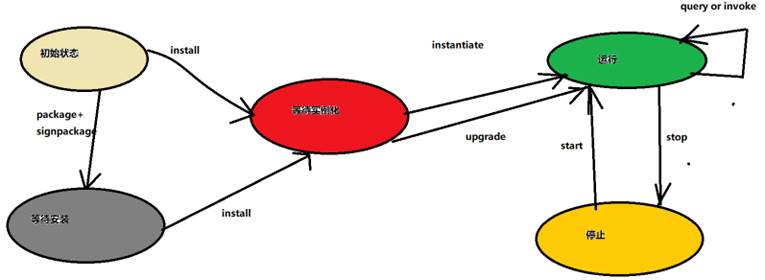 query or invoke
初始状态
install
instantiate
运行
package+
signpackage
等待实例化
upgrade
start
stop
等待安装
install
停止